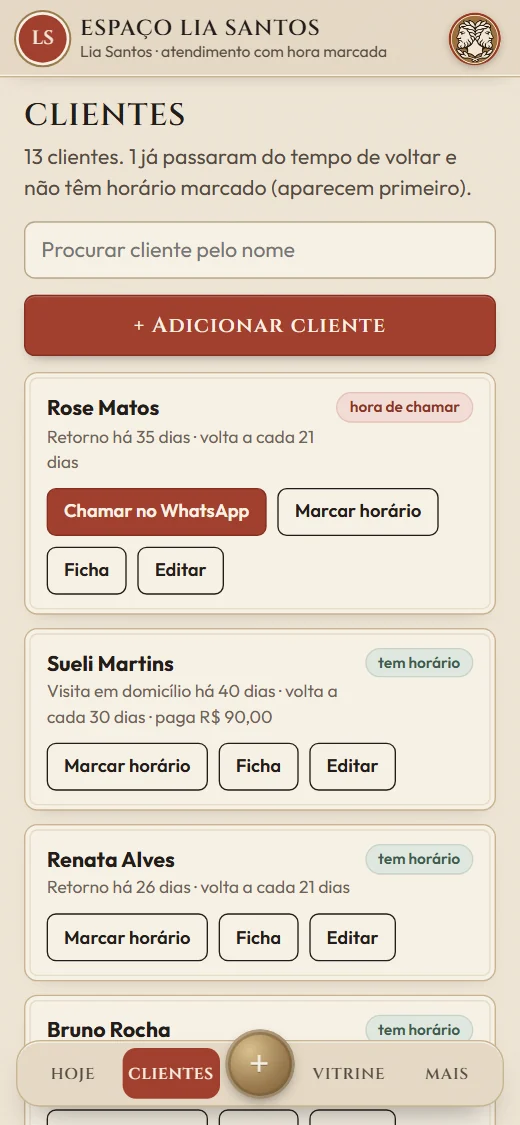 LS
ESPAÇO LIA SANTOS
Lia Santos · atendimento com hora marcada
CLIENTES
13 clientes. 1 já passaram do tempo de voltar e
não têm horário marcado (aparecem primeiro).
Procurar cliente pelo nome
+ ADICIONAR CLIENTE
Rose Matos
hora de chamar
Retorno há 35 dias · volta a cada 21
dias
Chamar no WhatsApp
Marcar horário
Ficha
Editar
Sueli Martins
tem horário
Visita em domicílio há 40 dias · volta a
cada 30 dias · paga R$ 90,00
Marcar horário
Ficha
Editar
Renata Alves
tem horário
Retorno há 26 dias · volta a cada 21 dias
Marcar horário
Ficha
Editar
Bruno Rocha
tem horário
HOJE
CLIENTES
+
VITRINE
MAIS